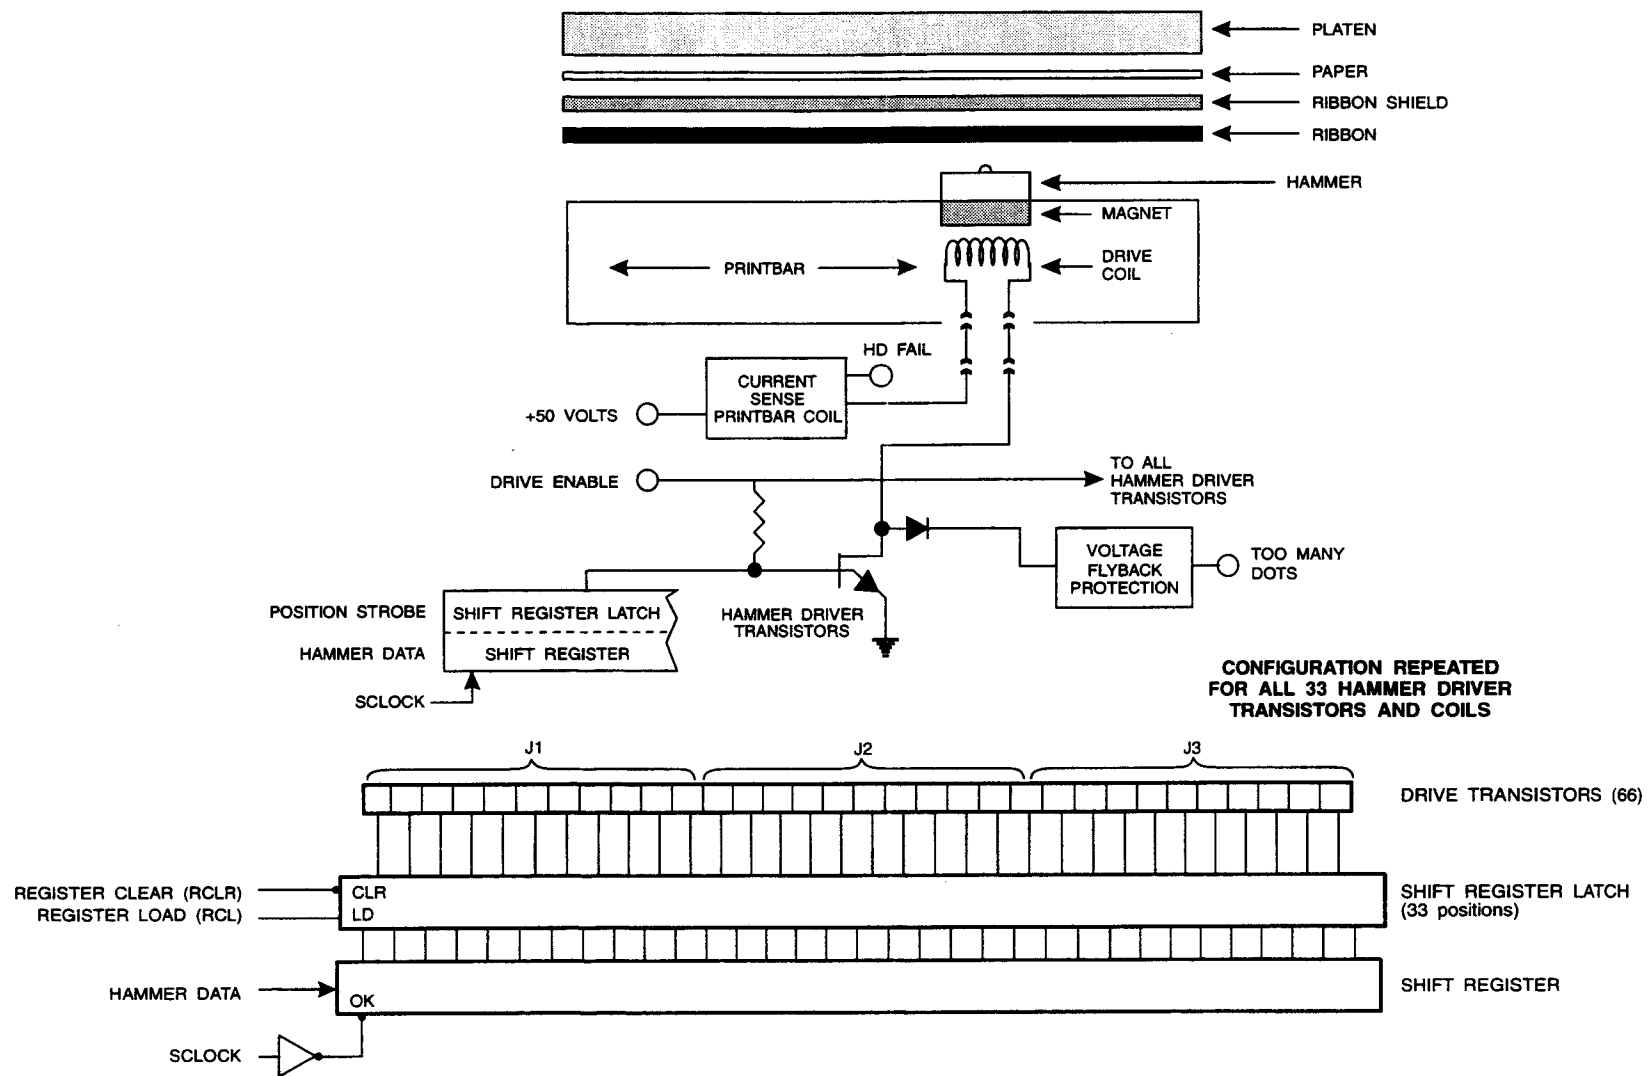 PLATEN
PAPER
RIBBON SHIELD
RIBBON
HAMMER
MAGNET
DRIVE
COIL
PRINTBAR
HD FAIL
CURRENT
SENSE
PRINTBAR COIL
+50 VOLTS
DRIVE ENABLE
TO ALL
HAMMER DRIVER
TRANSISTORS
VOLTAGE
FLYBACK
PROTECTION
TOO MANY
DOTS
POSITION STROBE
SHIFT REGISTER LATCH
HAMMER DRIVER
TRANSISTORS
HAMMER DATA
SHIFT REGISTER
SCLOCK
CONFIGURATION REPEATED
FOR ALL 33 HAMMER DRIVER
TRANSISTORS AND COILS
J1
J2
J3
DRIVE TRANSISTORS (66)
REGISTER CLEAR (RCLR)
CLR
REGISTER LOAD (RCL)
LD
SHIFT REGISTER LATCH
(33 positions)
HAMMER DATA
OK
SHIFT REGISTER
SCLOCK